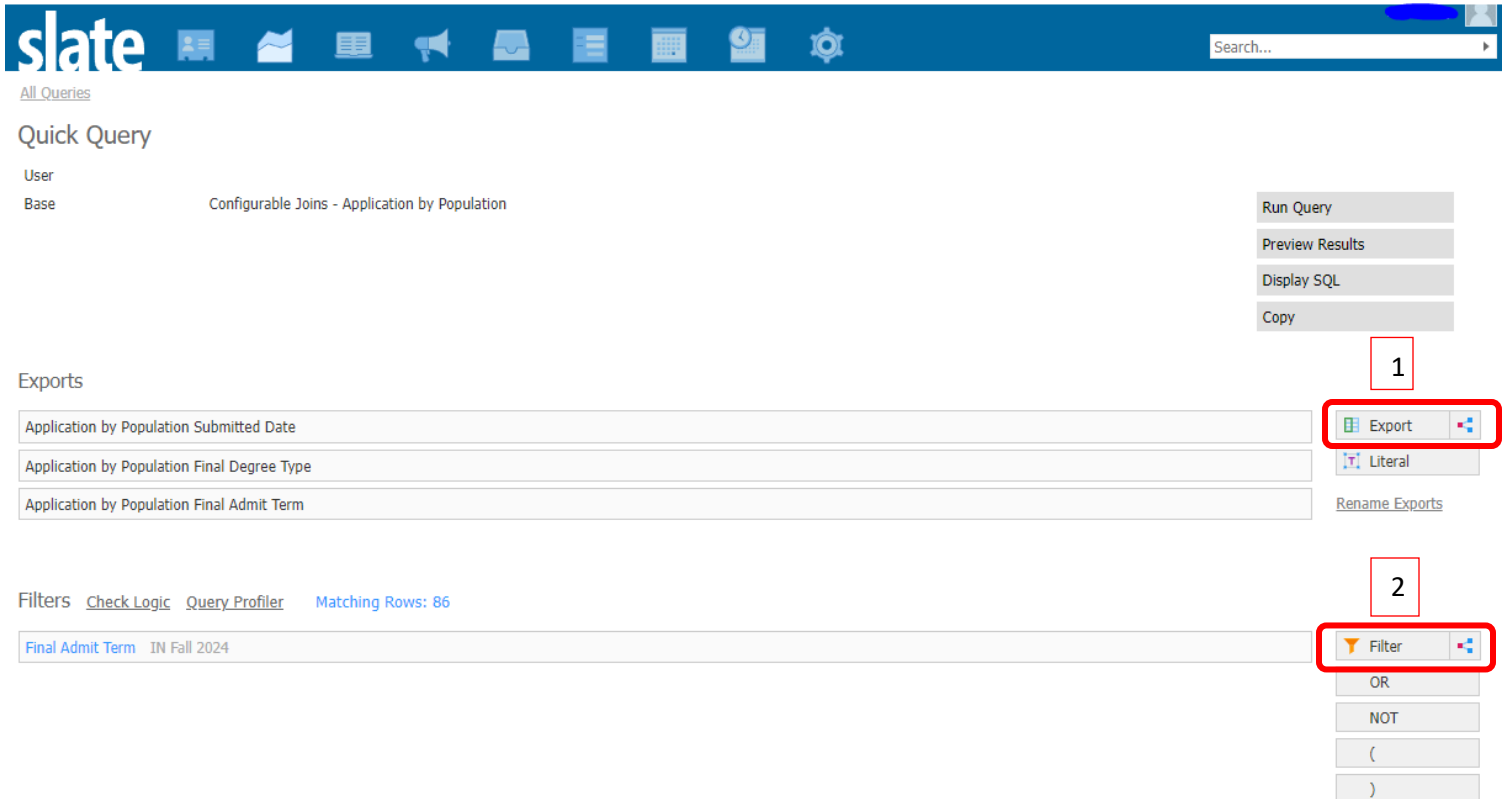 slate
Search...
All Queries
Quick Query
User
Base Configurable Joins - Application by Population
Run Query
Preview Results
Display SQL
Copy
1
Exports
Application by Population Submitted Date
Export
Application by Population Final Degree Type
Literal
Application by Population Final Admit Term
Rename Exports
2
Filters Check Logic Query Profiler Matching Rows: 86
Final Admit Term IN Fall 2024
Filter
OR
NOT
(
)